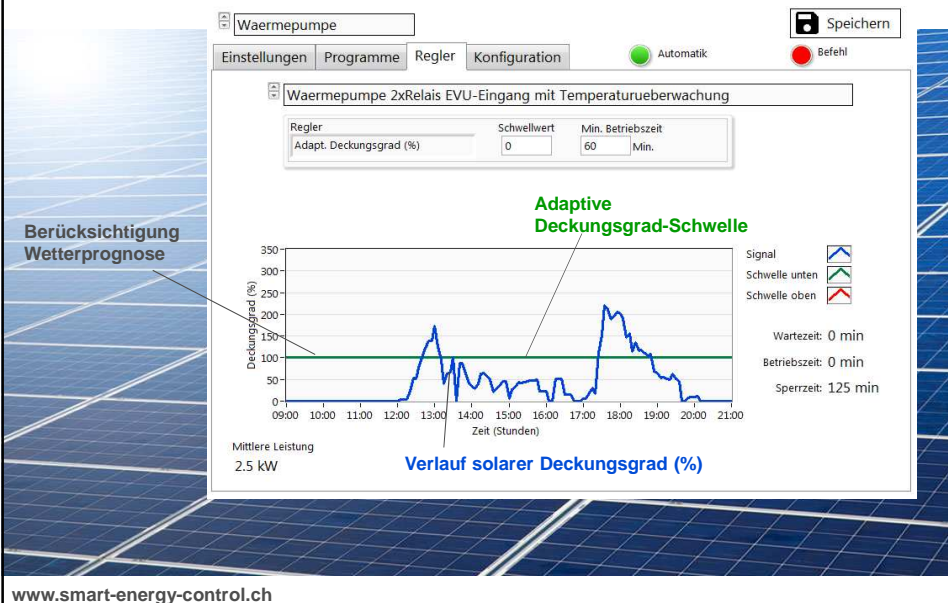 Waermepumpe
Speichern
Einstellungen Programme Regler Konfiguration
Automatik
Befehl
Waermepumpe 2xRelais EVU-Eingang mit Temperaturueberwachung
Regler Schwellwert Min. Betriebszeit
Adapt. Deckungsgrad (%) 0 60 Min.
Adaptive
Deckungsgrad-Schwelle
Berücksichtigung
Wetterprognose
Deckungsgrad (%)
350
300
250
200
150
100
50
0
09:00 10:00 11:00 12:00 13:00 14:00 15:00 16:00 17:00 18:00 19:00 20:00 21:00
Zeit (Stunden)
Signal
Schwelle unten
Schwelle oben
Wartezeit: 0 min
Betriebszeit: 0 min
Sperrzeit: 125 min
Mittlere Leistung
2.5 kW
Verlauf solarer Deckungsgrad (%)
www.smart-energy-control.ch